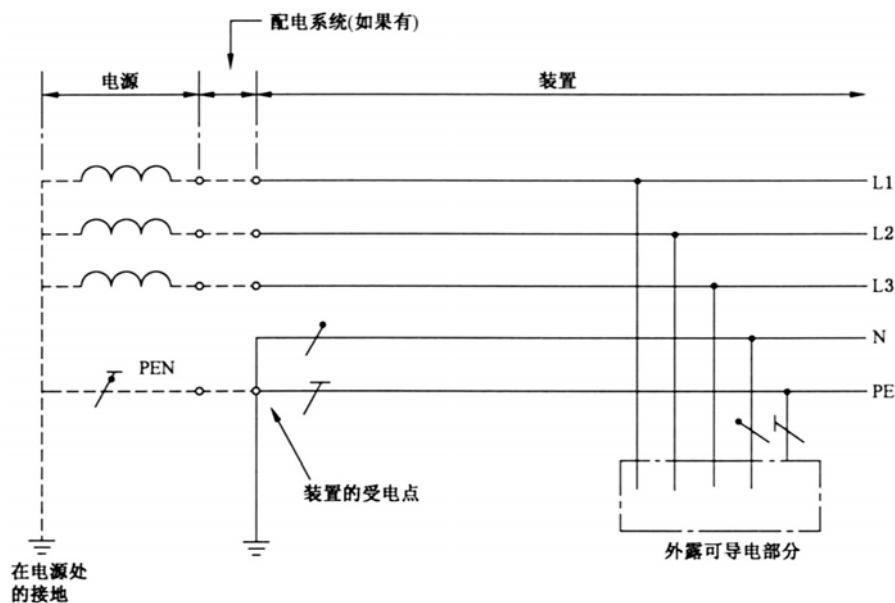 配电系统(如果有)
电源
装置
L1
L2
L3
N
PEN
PE
装置的受电点
外露可导电部分
在电源处
的接地